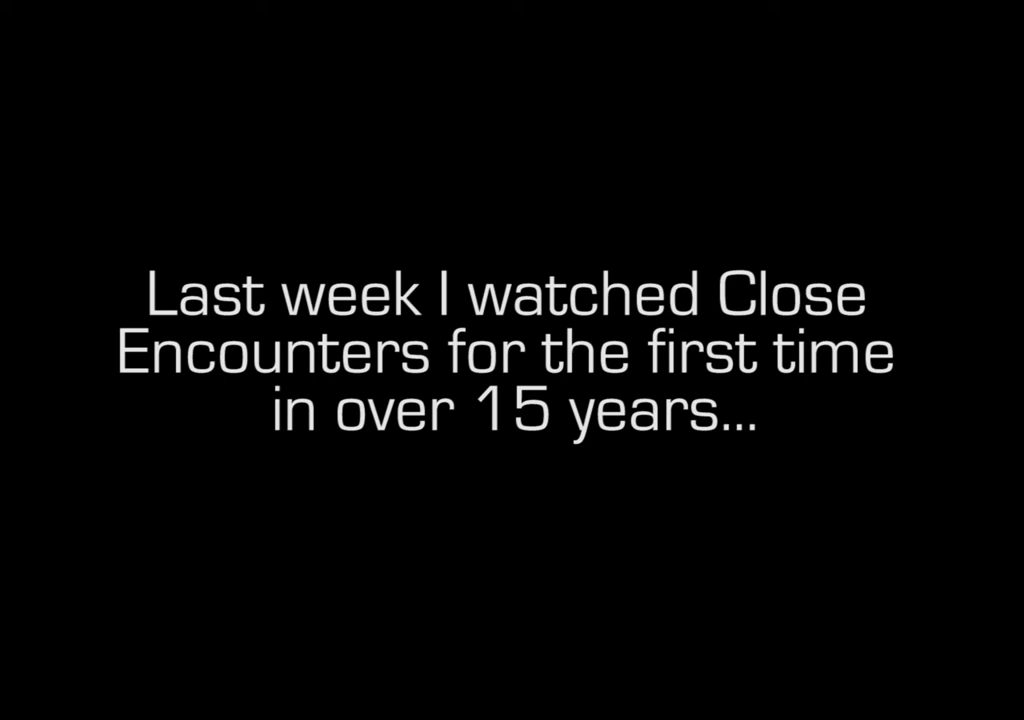 Last week I watched Close
Encounters for the first time
in over 15 years...